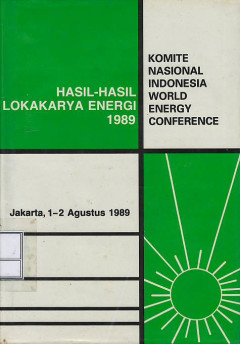 HASIL-HASIL
LOKAKARYA ENERGI
1989
KOMITE
NASIONAL
INDONESIA
WORLD
ENERGY
CONFERENCE
Jakarta, 1-2 Agustus 1989